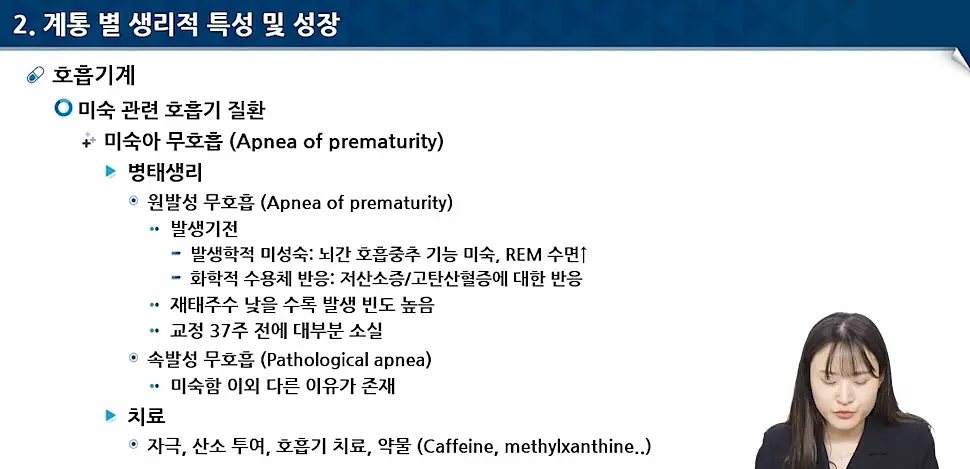 2. 계통 별 생리적 특성 및 성장
호흡기계
미숙 관련 호흡기 질환
미숙아 무호흡 (Apnea of prematurity)
병태생리
원발성 무호흡 (Apnea of prematurity)
발생기전
발생학적 미성숙: 뇌간 호흡중추 기능 미숙, REM 수면↑
화학적 수용체 반응: 저산소증/고탄산혈증에 대한 반응
재태주수 낮을 수록 발생 빈도 높음
교정 37주 전에 대부분 소실
속발성 무호흡 (Pathological apnea)
미숙함 이외 다른 이유가 존재
치료
자극, 산소 투여, 호흡기 치료, 약물 (Caffeine, methylxanthine..)